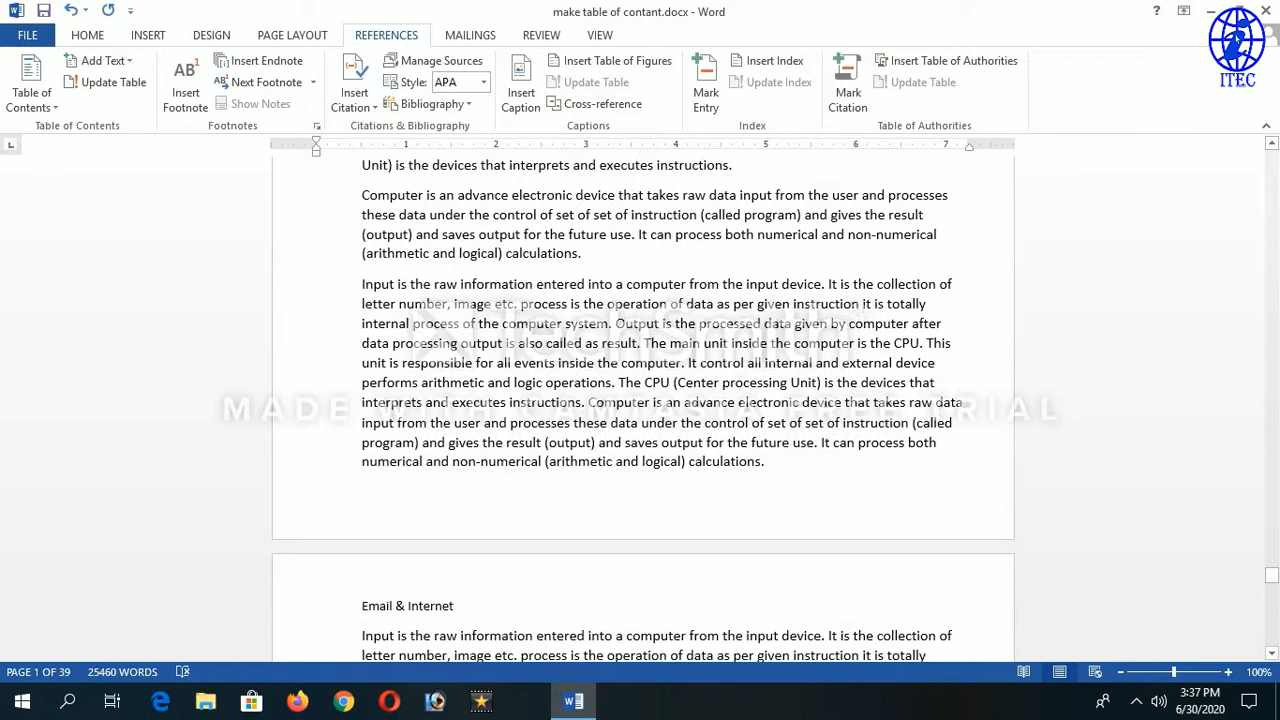 make table of contant.docx - Word
FILE HOME INSERT DESIGN PAGE LAYOUT REFERENCES MAILINGS REVIEW VIEW
ITEC
Table of Contents
Add Text
Update Table
Table of Contents
AB1 Insert Footnote
Insert Endnote
Next Footnote
Show Notes
Footnotes
Insert Citation
Manage Sources
Style: APA
Bibliography
Citations & Bibliography
Insert Caption
Insert Table of Figures
Update Table
Cross-reference
Captions
Mark Entry
Insert Index
Update Index
Index
Mark Citation
Insert Table of Authorities
Update Table
Table of Authorities
1 2 3 4 5 6 7
Unit) is the devices that interprets and executes instructions.
Computer is an advance electronic device that takes raw data input from the user and processes
these data under the control of set of set of instruction (called program) and gives the result
(output) and saves output for the future use. It can process both numerical and non-numerical
(arithmetic and logical) calculations.
Input is the raw information entered into a computer from the input device. It is the collection of
letter number, image etc. process is the operation of data as per given instruction it is totally
internal process of the computer system. Output is the processed data given by computer after
data processing output is also called as result. The main unit inside the computer is the CPU. This
unit is responsible for all events inside the computer. It control all internal and external device
performs arithmetic and logic operations. The CPU (Center processing Unit) is the devices that
interprets and executes instructions. Computer is an advance electronic device that takes raw data
input from the user and processes these data under the control of set of set of instruction (called
program) and gives the result (output) and saves output for the future use. It can process both
numerical and non-numerical (arithmetic and logical) calculations.
TechSmith
MADE WITH CAMTASIA FREE TRIAL
Email & Internet
Input is the raw information entered into a computer from the input device. It is the collection of
letter number, image etc. process is the operation of data as per given instruction it is totally
PAGE 1 OF 39 25460 WORDS 100%
3:37 PM
6/30/2020